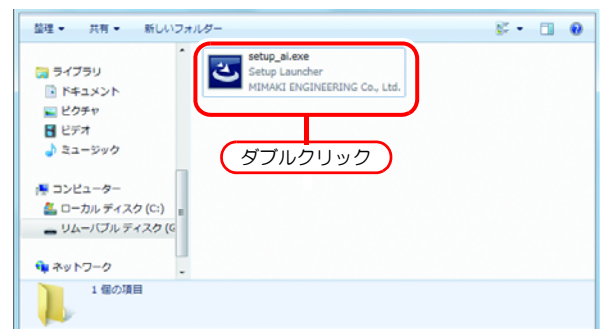 整理 ▼ 共有 ▼ 新しいフォルダー
ライブラリ
ドキュメント
ピクチャ
ビデオ
ミュージック
コンピューター
ローカル ディスク (C:)
リムーバブル ディスク (G
ネットワーク
setup_ai.exe
Setup Launcher
MIMAKI ENGINEERING Co., Ltd.
ダブルクリック
1 個の項目